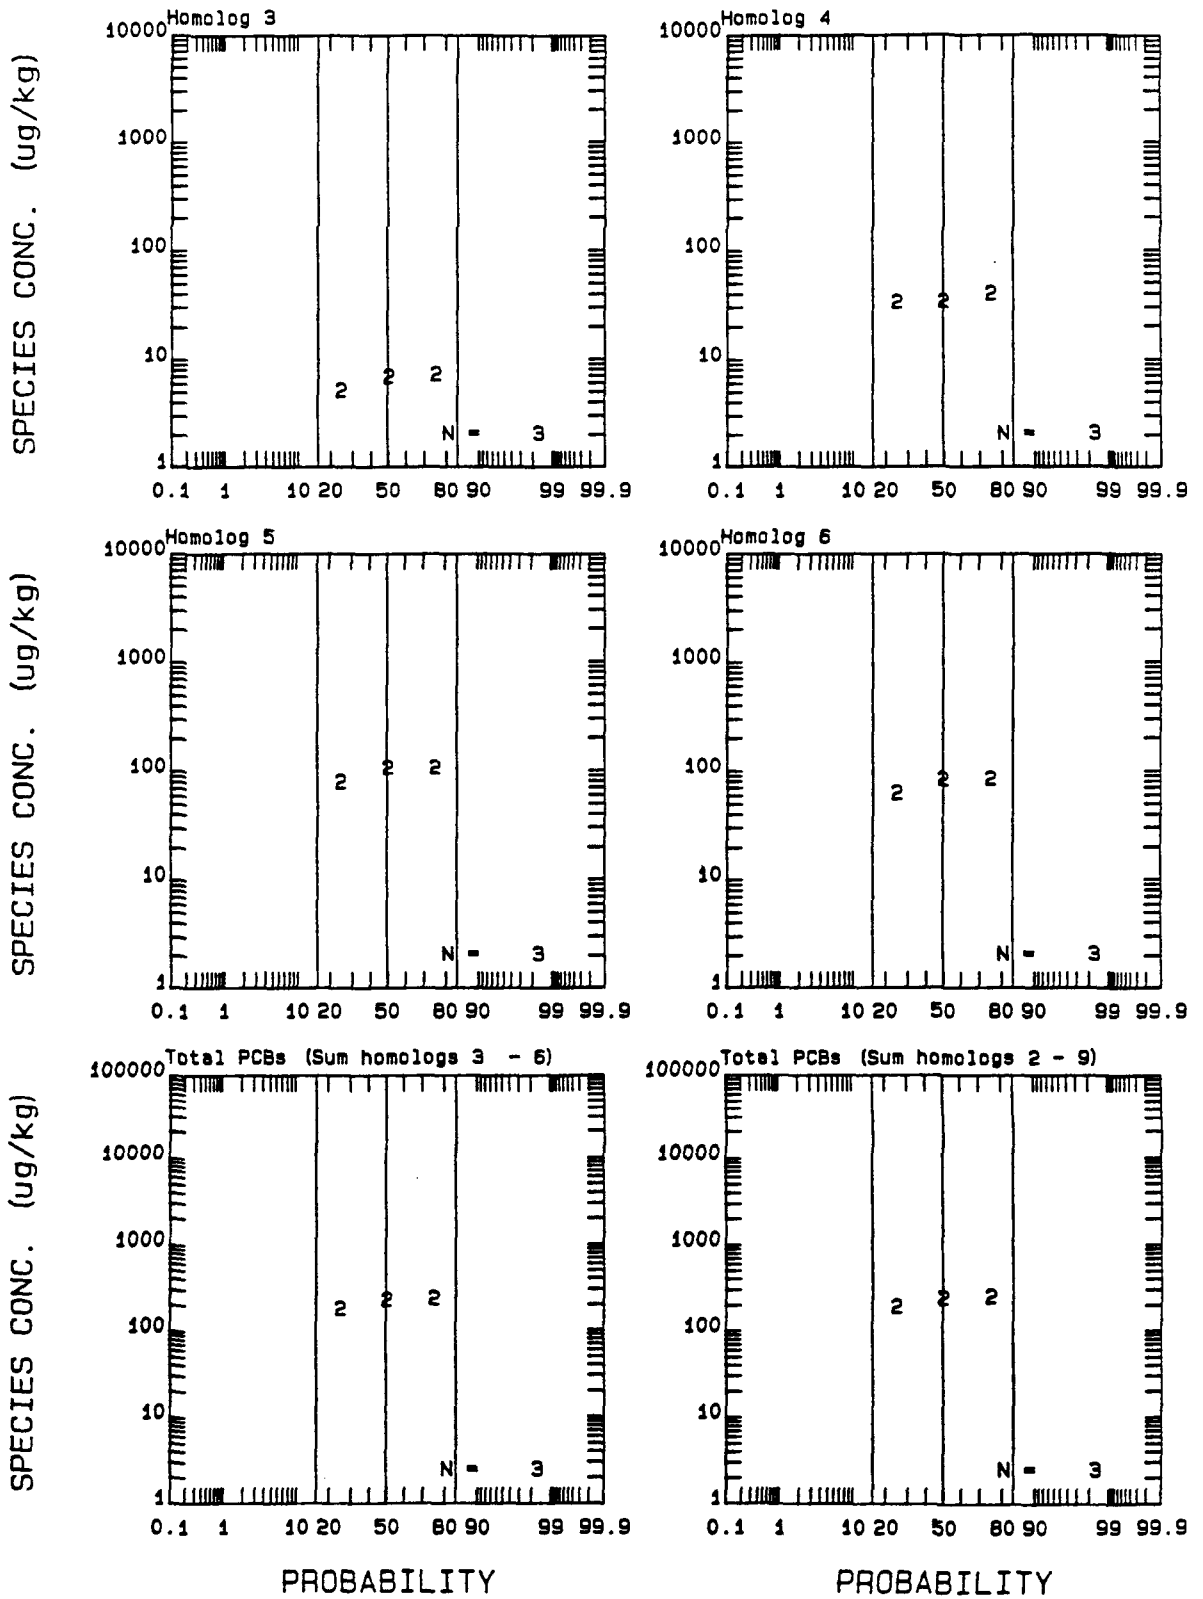 Homolog 3
SPECIES CONC. (ug/kg)
10000
1000
100
10
1
2 2 2
N = 3
0.1 1 10 20 50 80 90 99 99.9
Homolog 4
10000
1000
100
10
1
2 2 2
N = 3
0.1 1 10 20 50 80 90 99 99.9
Homolog 5
SPECIES CONC. (ug/kg)
10000
1000
100
10
1
2 2 2
N = 3
0.1 1 10 20 50 80 90 99 99.9
Homolog 6
10000
1000
100
10
1
2 2 2
N = 3
0.1 1 10 20 50 80 90 99 99.9
Total PCBs (Sum homologs 3 - 6)
SPECIES CONC. (ug/kg)
100000
10000
1000
100
10
1
2 2 2
N = 3
0.1 1 10 20 50 80 90 99 99.9
PROBABILITY
Total PCBs (Sum homologs 2 - 9)
100000
10000
1000
100
10
1
2 2 2
N = 3
0.1 1 10 20 50 80 90 99 99.9
PROBABILITY